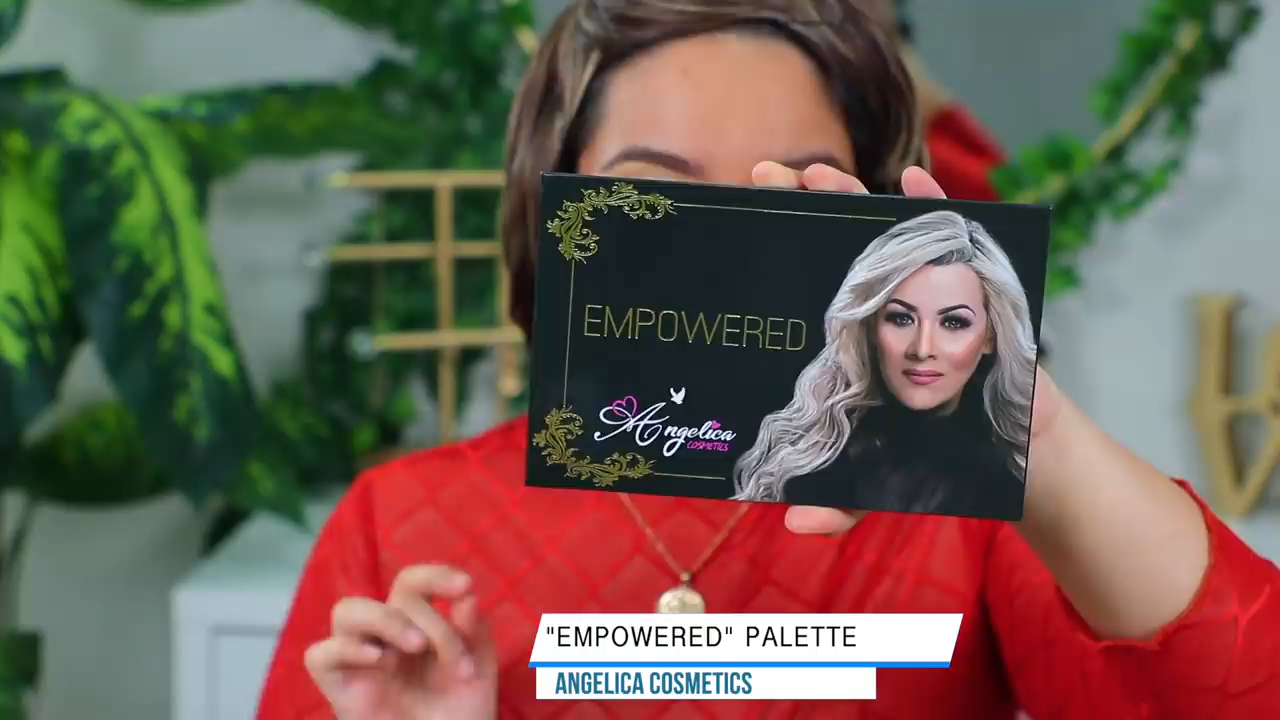 EMPOWERED
Angelica
COSMETICS
"EMPOWERED" PALETTE
ANGELICA COSMETICS